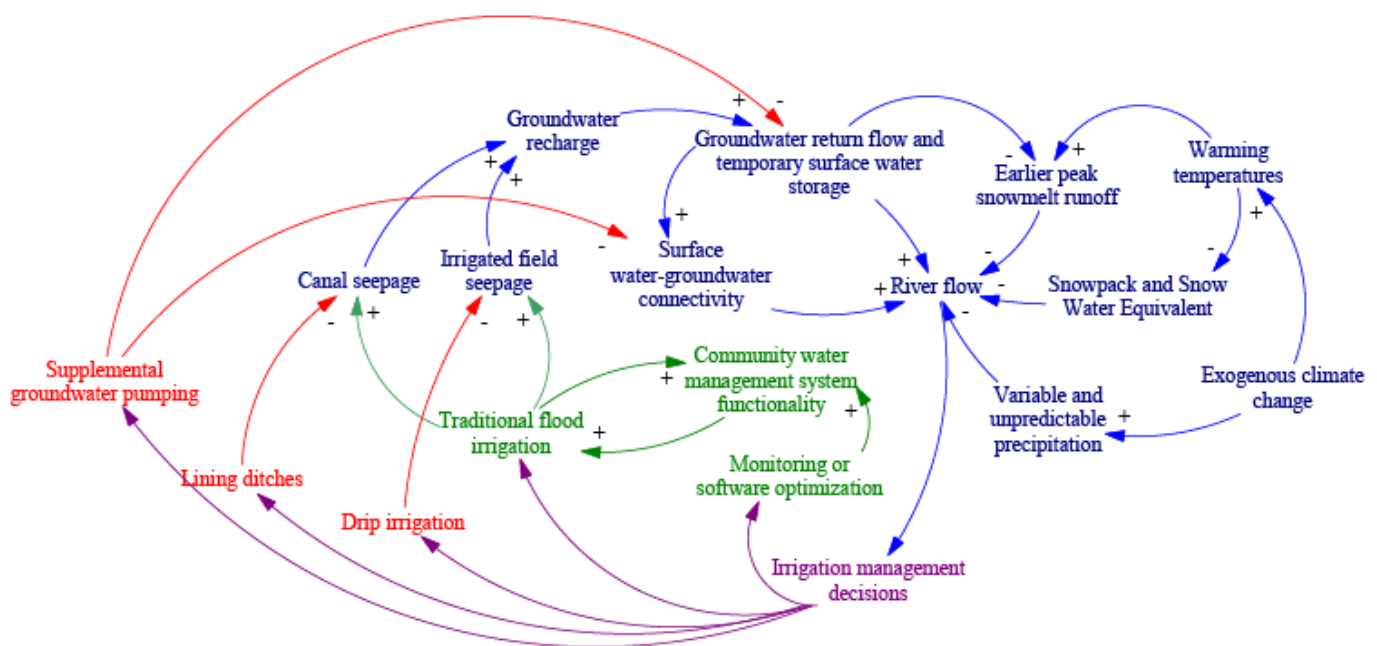 Groundwater
recharge
Groundwater return flow and
temporary surface water
storage
Warming
temperatures
Earlier peak
snowmelt runoff
Canal seepage
Irrigated field
seepage
Surface
water-groundwater
connectivity
River flow
Snowpack and Snow
Water Equivalent
Supplemental
groundwater pumping
Community water
management system
functionality
Exogenous climate
change
Variable and
unpredictable
precipitation
Traditional flood
irrigation
Monitoring or
software optimization
Lining ditches
Drip irrigation
Irrigation management
decisions
+
-
+
+
-
+
+
-
+
-
+
-
+
-
+
-
-
-
+
-
+
+
+
+
+